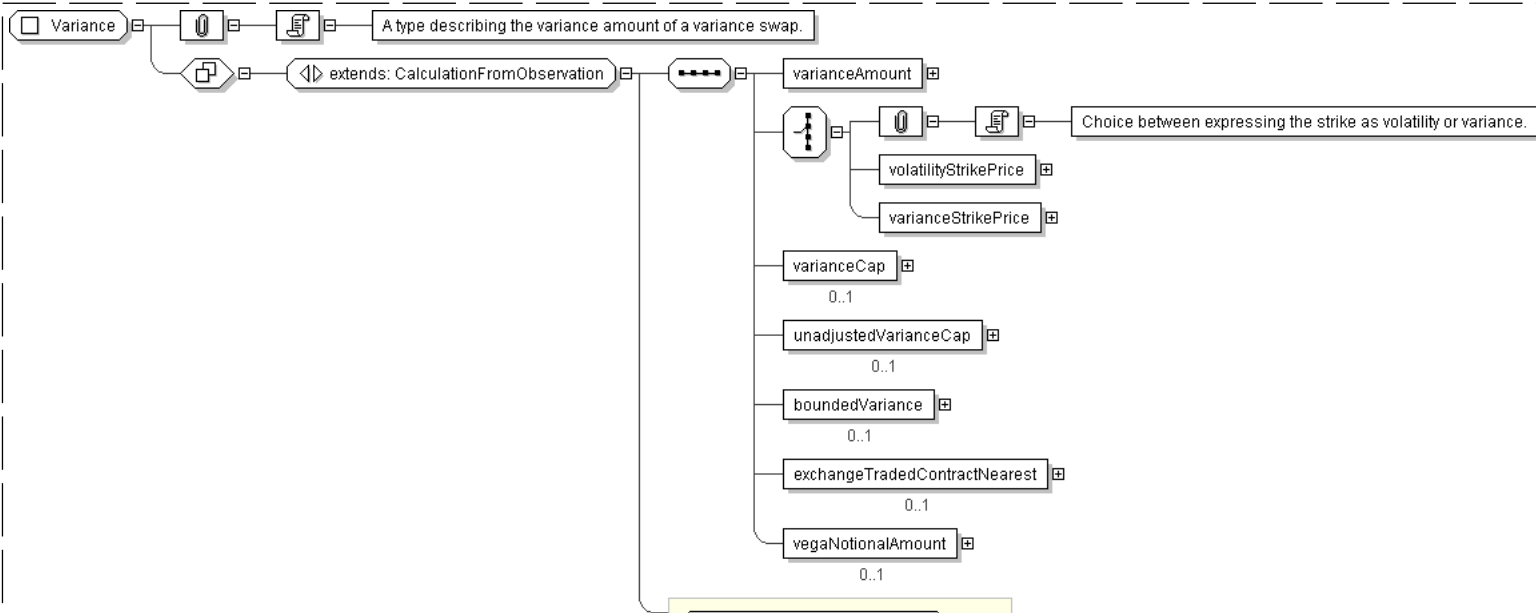 Variance
A type describing the variance amount of a variance swap.
extends: CalculationFromObservation
varianceAmount
Choice between expressing the strike as volatility or variance.
volatilityStrikePrice
varianceStrikePrice
varianceCap
0..1
unadjustedVarianceCap
0..1
boundedVariance
0..1
exchangeTradedContractNearest
0..1
vegaNotionalAmount
0..1